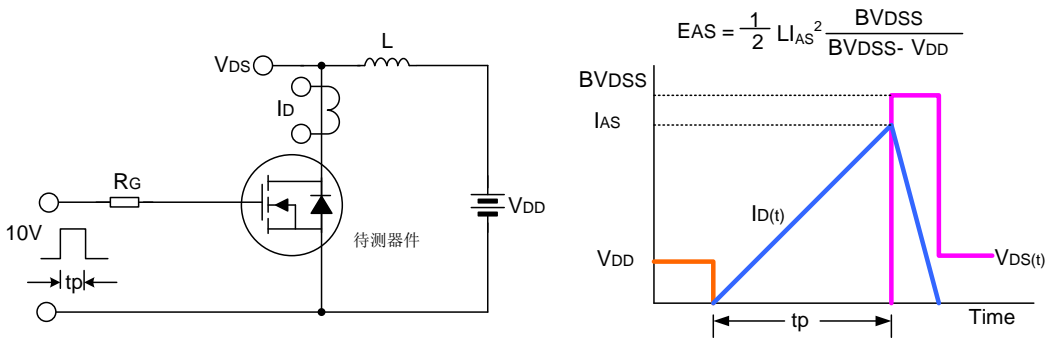 VDS
L
ID
RG
10V
tp
待测器件
VDD
EAS = 1/2 LIAS² BVDSS / BVDSS- VDD
BVDSS
IAS
ID(t)
VDD
VDS(t)
tp
Time